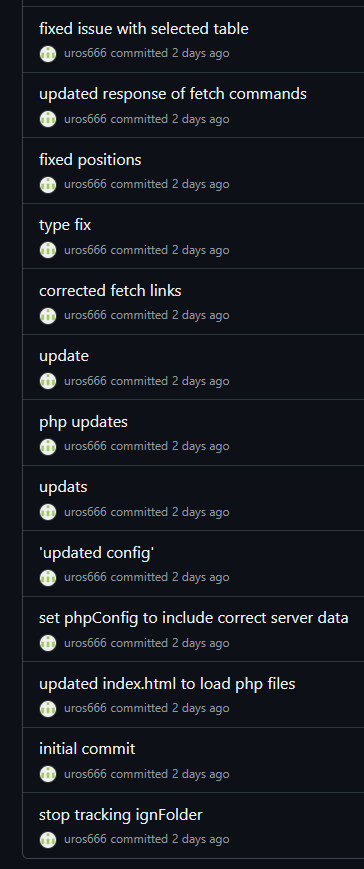 fixed issue with selected table
uros666 committed 2 days ago
updated response of fetch commands
uros666 committed 2 days ago
fixed positions
uros666 committed 2 days ago
type fix
uros666 committed 2 days ago
corrected fetch links
uros666 committed 2 days ago
update
uros666 committed 2 days ago
php updates
uros666 committed 2 days ago
updats
uros666 committed 2 days ago
'updated config'
uros666 committed 2 days ago
set phpConfig to include correct server data
uros666 committed 2 days ago
updated index.html to load php files
uros666 committed 2 days ago
initial commit
uros666 committed 2 days ago
stop tracking ignFolder
uros666 committed 2 days ago